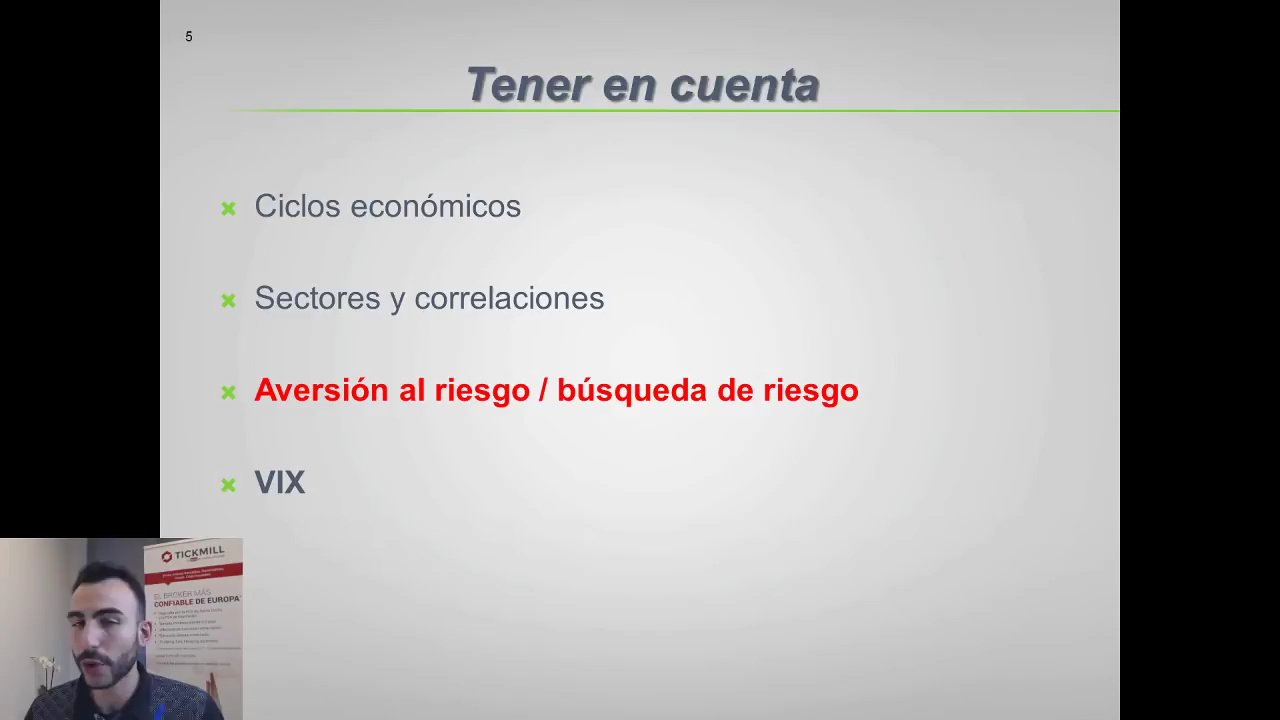 5
Tener en cuenta
Ciclos económicos
Sectores y correlaciones
Aversión al riesgo / búsqueda de riesgo
VIX
TICKMILL
EL BROKER MÁS
CONFIABLE DE EUROPA